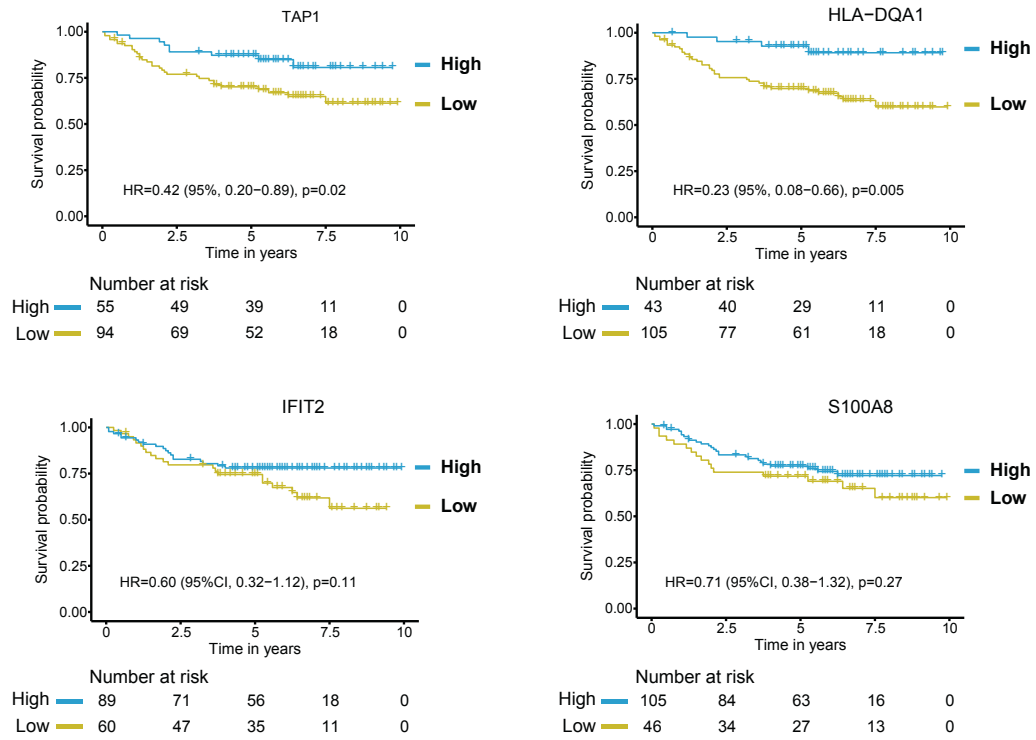 TAP1
1.00
0.75
0.50
0.25
0.00
Survival probability
High
Low
HR=0.42 (95%, 0.20−0.89), p=0.02
0 2.5 5 7.5 10
Time in years
Number at risk
High 55 49 39 11 0
Low 94 69 52 18 0
HLA−DQA1
1.00
0.75
0.50
0.25
0.00
Survival probability
High
Low
HR=0.23 (95%, 0.08−0.66), p=0.005
0 2.5 5 7.5 10
Time in years
Number at risk
High 43 40 29 11 0
Low 105 77 61 18 0
IFIT2
1.00
0.75
0.50
0.25
0.00
Survival probability
High
Low
HR=0.60 (95%CI, 0.32−1.12), p=0.11
0 2.5 5 7.5 10
Time in years
Number at risk
High 89 71 56 18 0
Low 60 47 35 11 0
S100A8
1.00
0.75
0.50
0.25
0.00
Survival probability
High
Low
HR=0.71 (95%CI, 0.38−1.32), p=0.27
0 2.5 5 7.5 10
Time in years
Number at risk
High 105 84 63 16 0
Low 46 34 27 13 0